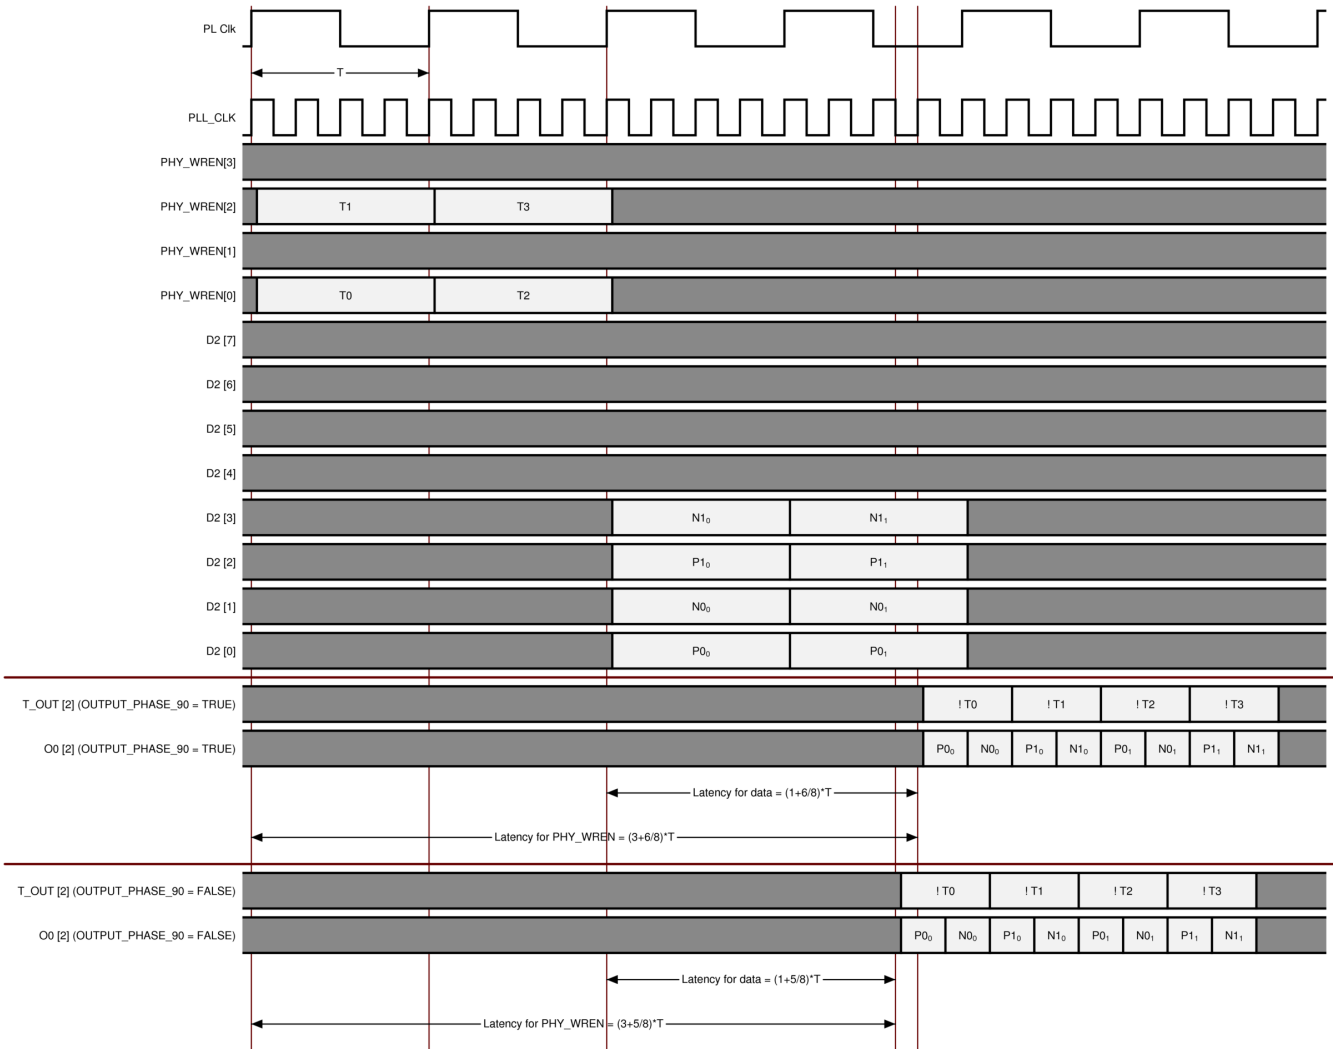 PL Clk
T
PLL_CLK
PHY_WREN[3]
PHY_WREN[2] T1 T3
PHY_WREN[1]
PHY_WREN[0] T0 T2
D2 [7]
D2 [6]
D2 [5]
D2 [4]
D2 [3] N1₀ N1₁
D2 [2] P1₀ P1₁
D2 [1] N0₀ N0₁
D2 [0] P0₀ P0₁
T_OUT [2] (OUTPUT_PHASE_90 = TRUE) ! T0 ! T1 ! T2 ! T3
O0 [2] (OUTPUT_PHASE_90 = TRUE) P0₀ N0₀ P1₀ N1₀ P0₁ N0₁ P1₁ N1₁
Latency for data = (1+6/8)*T
Latency for PHY_WREN = (3+6/8)*T
T_OUT [2] (OUTPUT_PHASE_90 = FALSE) ! T0 ! T1 ! T2 ! T3
O0 [2] (OUTPUT_PHASE_90 = FALSE) P0₀ N0₀ P1₀ N1₀ P0₁ N0₁ P1₁ N1₁
Latency for data = (1+5/8)*T
Latency for PHY_WREN = (3+5/8)*T